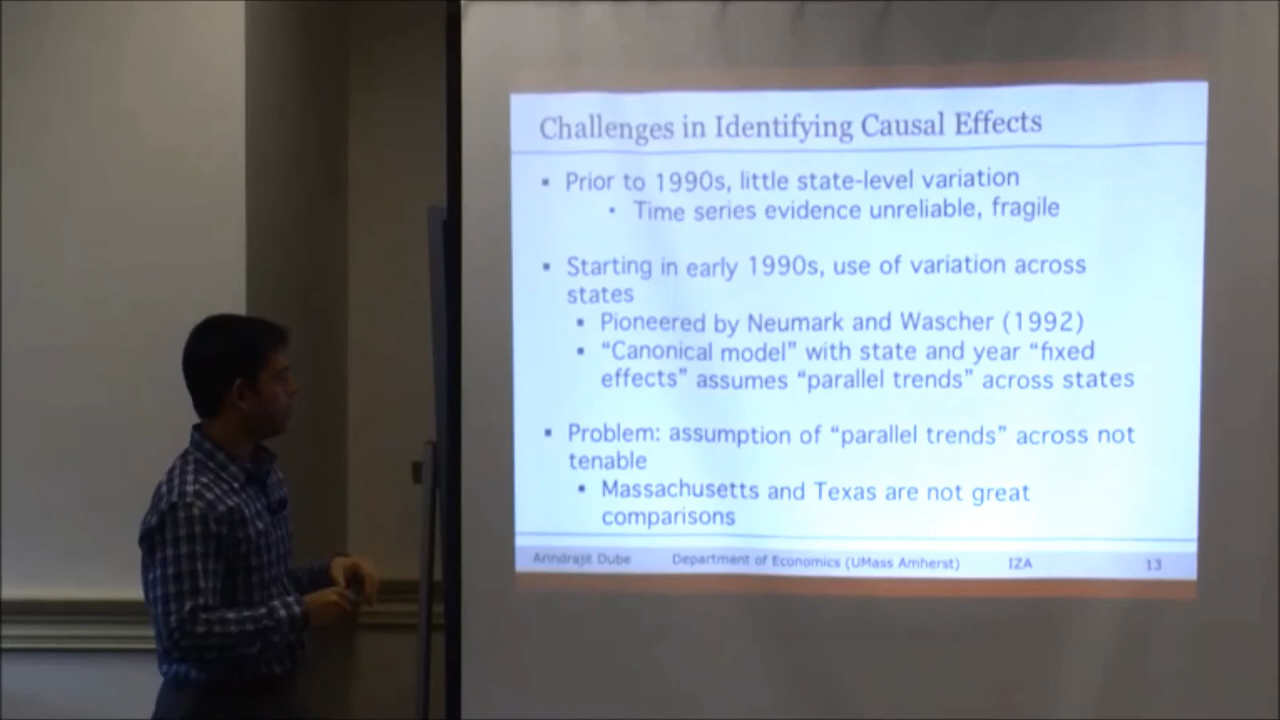 Challenges in Identifying Causal Effects
▪ Prior to 1990s, little state-level variation
• Time series evidence unreliable, fragile
▪ Starting in early 1990s, use of variation across
states
▪ Pioneered by Neumark and Wascher (1992)
▪ “Canonical model” with state and year “fixed
effects” assumes “parallel trends” across states
▪ Problem: assumption of “parallel trends” across not
tenable
▪ Massachusetts and Texas are not great
comparisons
Arindrajit Dube Department of Economics (UMass Amherst) IZA 13